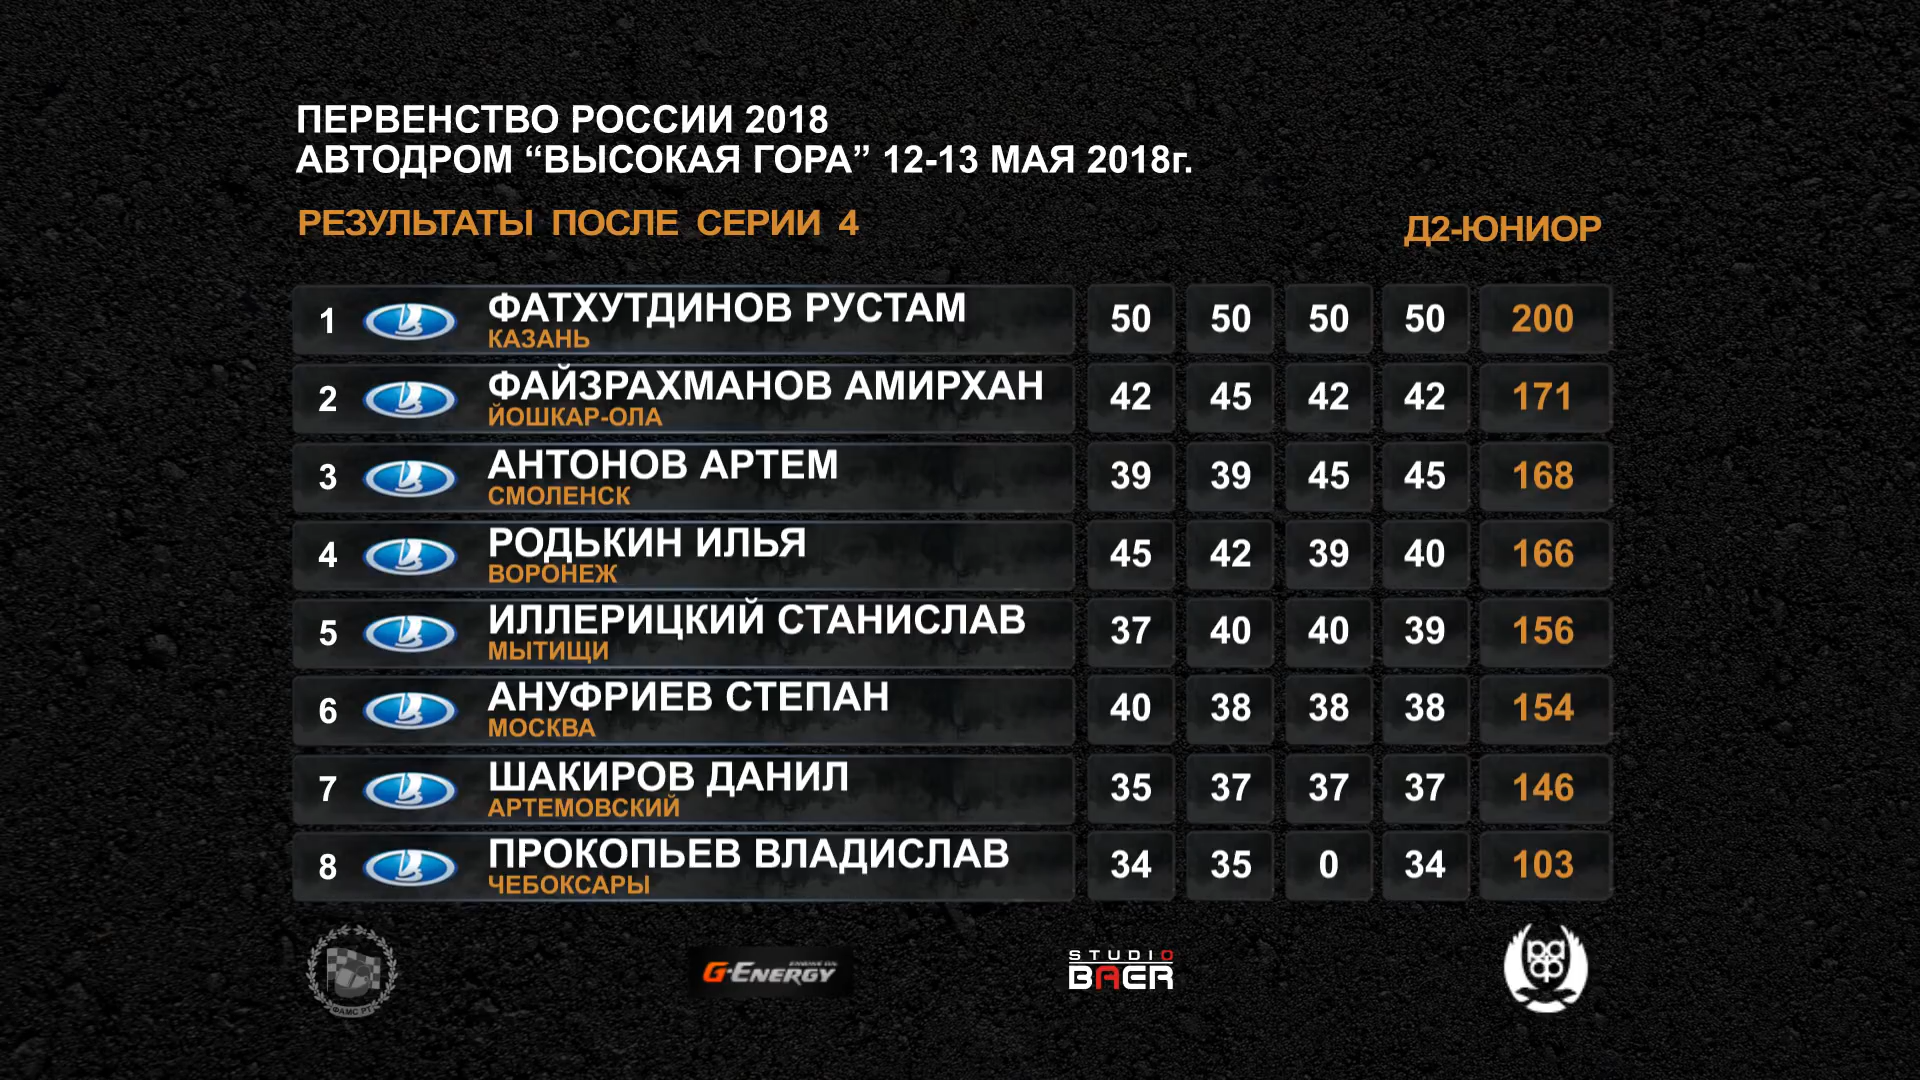 ПЕРВЕНСТВО РОССИИ 2018
АВТОДРОМ “ВЫСОКАЯ ГОРА” 12-13 МАЯ 2018г.
РЕЗУЛЬТАТЫ ПОСЛЕ СЕРИИ 4 Д2-ЮНИОР
1 ФАТХУТДИНОВ РУСТАМ 50 50 50 50 200
КАЗАНЬ
2 ФАЙЗРАХМАНОВ АМИРХАН 42 45 42 42 171
ЙОШКАР-ОЛА
3 АНТОНОВ АРТЕМ 39 39 45 45 168
СМОЛЕНСК
4 РОДЬКИН ИЛЬЯ 45 42 39 40 166
ВОРОНЕЖ
5 ИЛЛЕРИЦКИЙ СТАНИСЛАВ 37 40 40 39 156
МЫТИЩИ
6 АНУФРИЕВ СТЕПАН 40 38 38 38 154
МОСКВА
7 ШАКИРОВ ДАНИЛ 35 37 37 37 146
АРТЕМОВСКИЙ
8 ПРОКОПЬЕВ ВЛАДИСЛАВ 34 35 0 34 103
ЧЕБОКСАРЫ
ФАМС РТ
ENGINE OIL
G-ENERGY
STUDIO
BAER